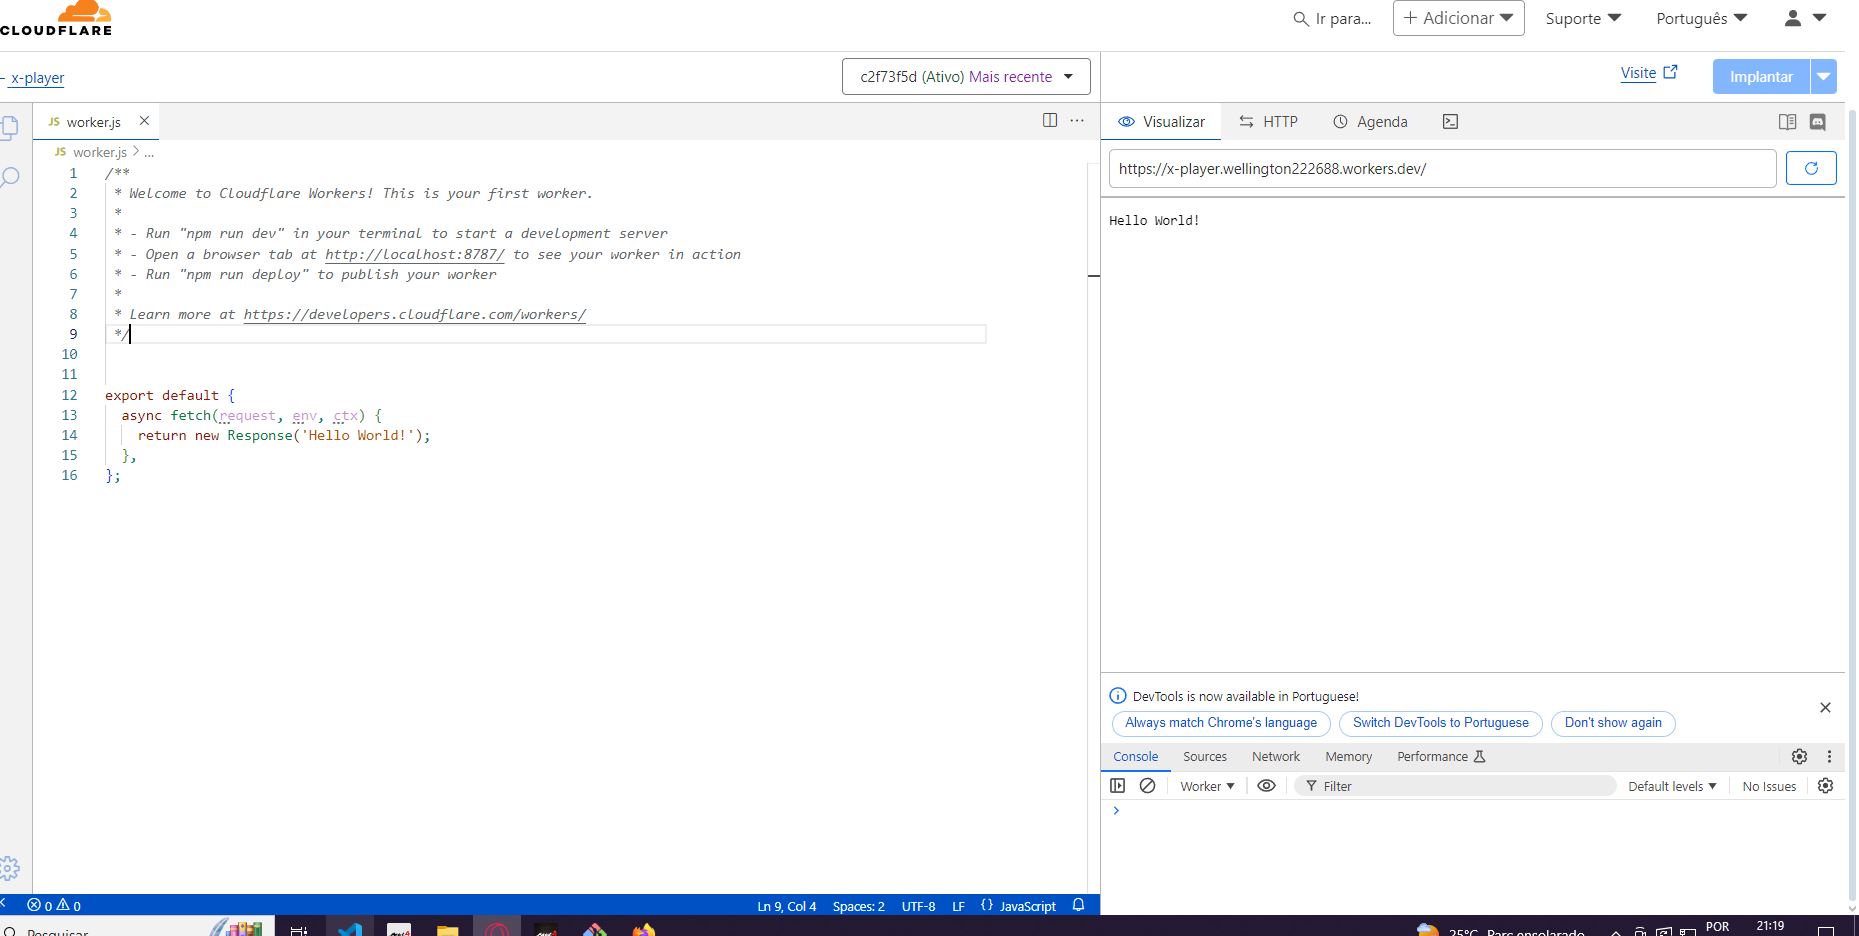 CLOUDFLARE
Ir para...
+ Adicionar
Suporte
Português
x-player
c2f73f5d (Ativo) Mais recente
Visite
Implantar
JS worker.js
JS worker.js > ...
1 /**
2 * Welcome to Cloudflare Workers! This is your first worker.
3 *
4 * - Run "npm run dev" in your terminal to start a development server
5 * - Open a browser tab at http://localhost:8787/ to see your worker in action
6 * - Run "npm run deploy" to publish your worker
7 *
8 * Learn more at https://developers.cloudflare.com/workers/
9 */
10
11
12 export default {
13 async fetch(request, env, ctx) {
14 return new Response('Hello World!');
15 },
16 };
Visualizar
HTTP
Agenda
https://x-player.wellington222688.workers.dev/
Hello World!
DevTools is now available in Portuguese!
Always match Chrome's language
Switch DevTools to Portuguese
Don't show again
Console
Sources
Network
Memory
Performance
Worker
Filter
Default levels
No Issues
0 0
Ln 9, Col 4
Spaces: 2
UTF-8
LF
{} JavaScript
Pesquisar
25°C Parc ensolarado
POR
21:19